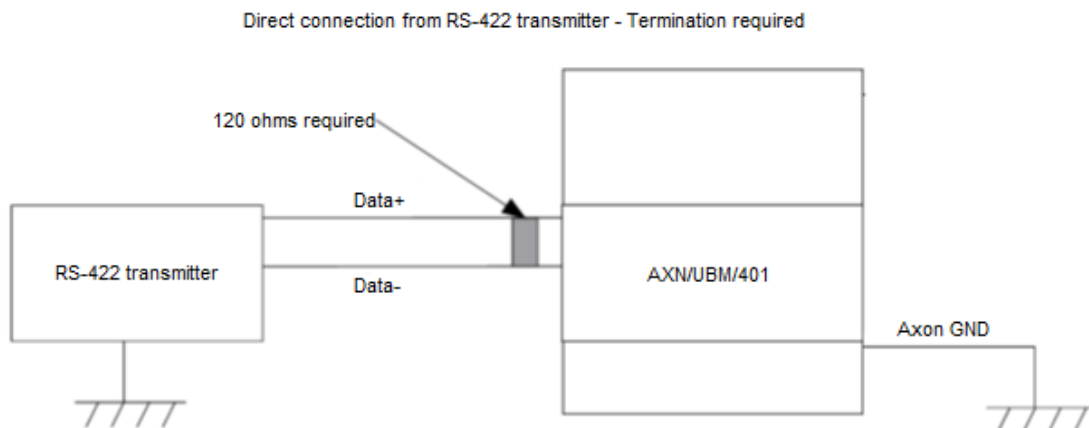 Direct connection from RS-422 transmitter - Termination required
120 ohms required
Data+
RS-422 transmitter
AXN/UBM/401
Data-
Axon GND